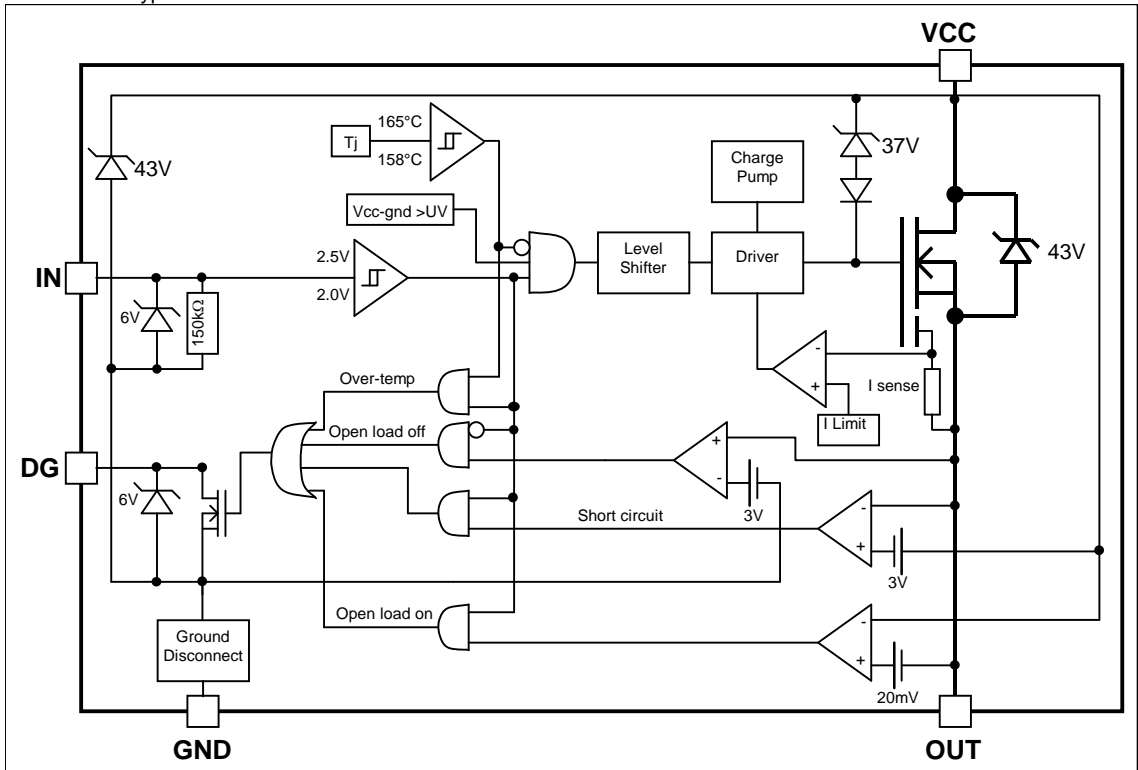 VCC
165°C
Tj
158°C
43V
37V
Charge
Pump
Vcc-gnd >UV
Level
Shifter
Driver
43V
2.5V
2.0V
IN
6V
150kΩ
-
+
I sense
I Limit
Over-temp
Open load off
+
-
3V
DG
6V
Short circuit
-
+
3V
Open load on
-
+
20mV
Ground
Disconnect
GND
OUT